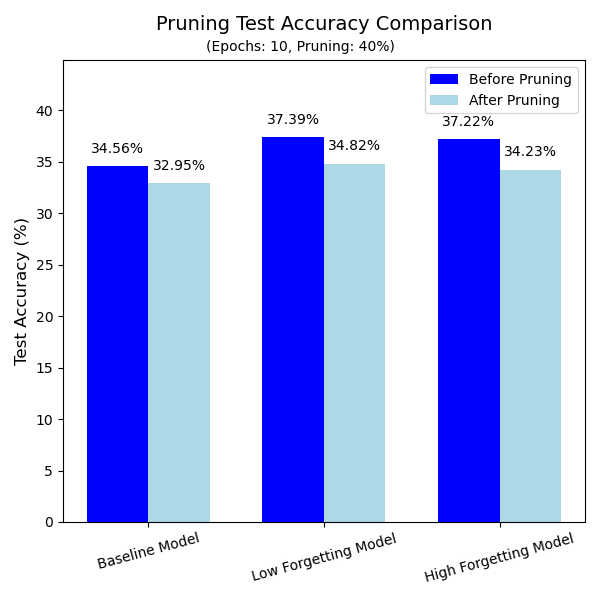 Pruning Test Accuracy Comparison
(Epochs: 10, Pruning: 40%)
Before Pruning
After Pruning
Test Accuracy (%)
40
35
30
25
20
15
10
5
0
34.56%
32.95%
37.39%
34.82%
37.22%
34.23%
Baseline Model
Low Forgetting Model
High Forgetting Model